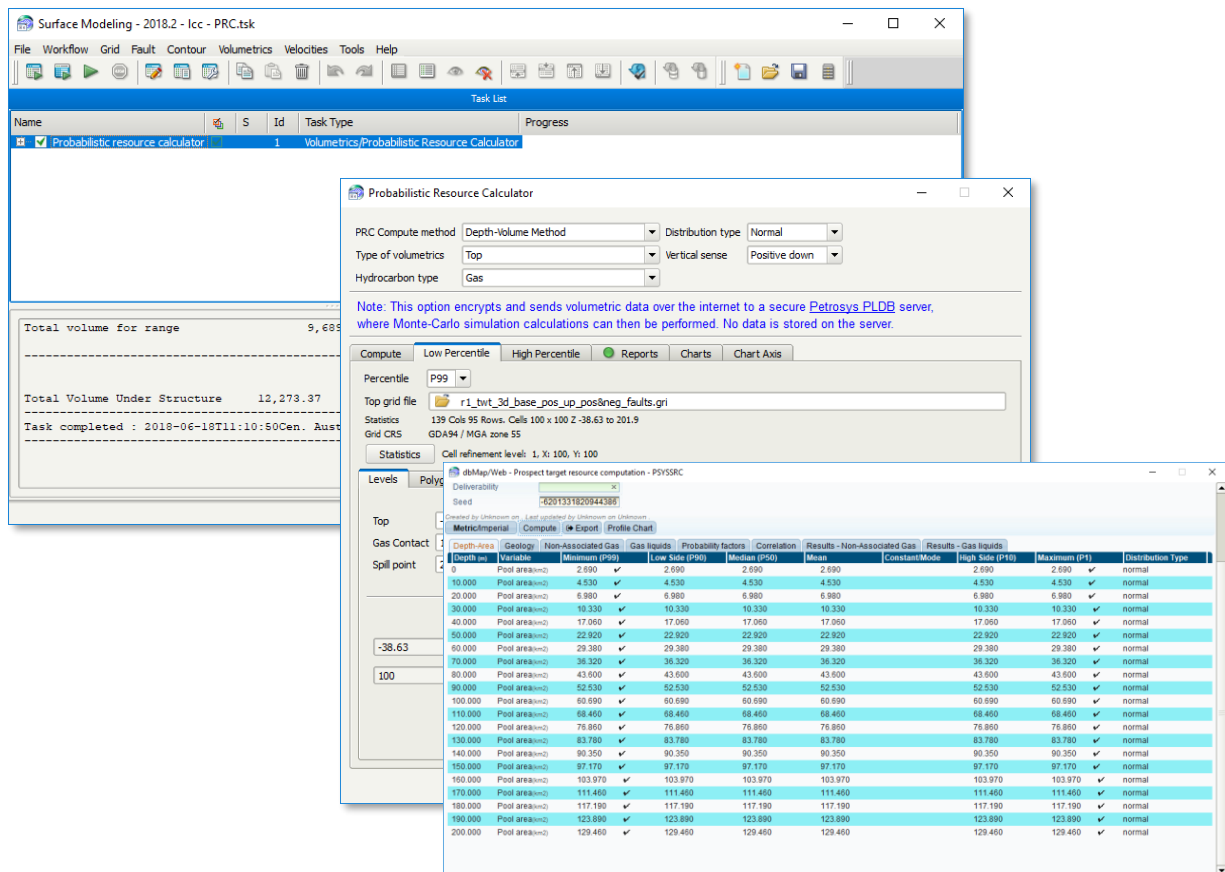 Surface Modeling - 2018.2 - lcc - PRC.tsk
File Workflow Grid Fault Contour Volumetrics Velocities Tools Help
Task List
Name S Id Task Type Progress
Probabilistic resource calculator 1 Volumetrics/Probabilistic Resource Calculator
Total volume for range 9,689
Total Volume Under Structure 12,273.37
Task completed : 2018-06-18T11:10:50Cen. Aust
Probabilistic Resource Calculator
PRC Compute method Depth-Volume Method Distribution type Normal
Type of volumetrics Top Vertical sense Positive down
Hydrocarbon type Gas
Note: This option encrypts and sends volumetric data over the internet to a secure Petrosys PLDB server,
where Monte-Carlo simulation calculations can then be performed. No data is stored on the server.
Compute Low Percentile High Percentile Reports Charts Chart Axis
Percentile P99
Top grid file r1_twt_3d_base_pos_up_pos&neg_faults.gri
Statistics 139 Cols 95 Rows. Cells 100 x 100 Z -38.63 to 201.9
Grid CRS GDA94 / MGA zone 55
Statistics Cell refinement level: 1, X: 100, Y: 100
Levels
Top
Gas Contact
Spill point
-38.63
100
dbMap/Web - Prospect target resource computation - PSYSSRC
Deliverability
Seed -6201331820944386
Created by Unknown on . Last updated by Unknown on Unknown
Metric/Imperial Compute Export Profile Chart
Depth-Area Geology Non-Associated Gas Gas liquids Probability factors Correlation Results - Non-Associated Gas Results - Gas liquids
Depth (m) Variable Minimum (P99) Low Side (P90) Median (P50) Mean Constant/Mode High Side (P10) Maximum (P1) Distribution Type
0 Pool area(km2) 2.690 ✔ 2.690 2.690 2.690 2.690 2.690 ✔ normal
10.000 Pool area(km2) 4.530 ✔ 4.530 4.530 4.530 4.530 4.530 ✔ normal
20.000 Pool area(km2) 6.980 ✔ 6.980 6.980 6.980 6.980 6.980 ✔ normal
30.000 Pool area(km2) 10.330 ✔ 10.330 10.330 10.330 10.330 10.330 ✔ normal
40.000 Pool area(km2) 17.060 ✔ 17.060 17.060 17.060 17.060 17.060 ✔ normal
50.000 Pool area(km2) 22.920 ✔ 22.920 22.920 22.920 22.920 22.920 ✔ normal
60.000 Pool area(km2) 29.380 ✔ 29.380 29.380 29.380 29.380 29.380 ✔ normal
70.000 Pool area(km2) 36.320 ✔ 36.320 36.320 36.320 36.320 36.320 ✔ normal
80.000 Pool area(km2) 43.600 ✔ 43.600 43.600 43.600 43.600 43.600 ✔ normal
90.000 Pool area(km2) 52.530 ✔ 52.530 52.530 52.530 52.530 52.530 ✔ normal
100.000 Pool area(km2) 60.690 ✔ 60.690 60.690 60.690 60.690 60.690 ✔ normal
110.000 Pool area(km2) 68.460 ✔ 68.460 68.460 68.460 68.460 68.460 ✔ normal
120.000 Pool area(km2) 76.860 ✔ 76.860 76.860 76.860 76.860 76.860 ✔ normal
130.000 Pool area(km2) 83.780 ✔ 83.780 83.780 83.780 83.780 83.780 ✔ normal
140.000 Pool area(km2) 90.350 ✔ 90.350 90.350 90.350 90.350 90.350 ✔ normal
150.000 Pool area(km2) 97.170 ✔ 97.170 97.170 97.170 97.170 97.170 ✔ normal
160.000 Pool area(km2) 103.970 ✔ 103.970 103.970 103.970 103.970 103.970 ✔ normal
170.000 Pool area(km2) 111.460 ✔ 111.460 111.460 111.460 111.460 111.460 ✔ normal
180.000 Pool area(km2) 117.190 ✔ 117.190 117.190 117.190 117.190 117.190 ✔ normal
190.000 Pool area(km2) 123.890 ✔ 123.890 123.890 123.890 123.890 123.890 ✔ normal
200.000 Pool area(km2) 129.460 ✔ 129.460 129.460 129.460 129.460 129.460 ✔ normal